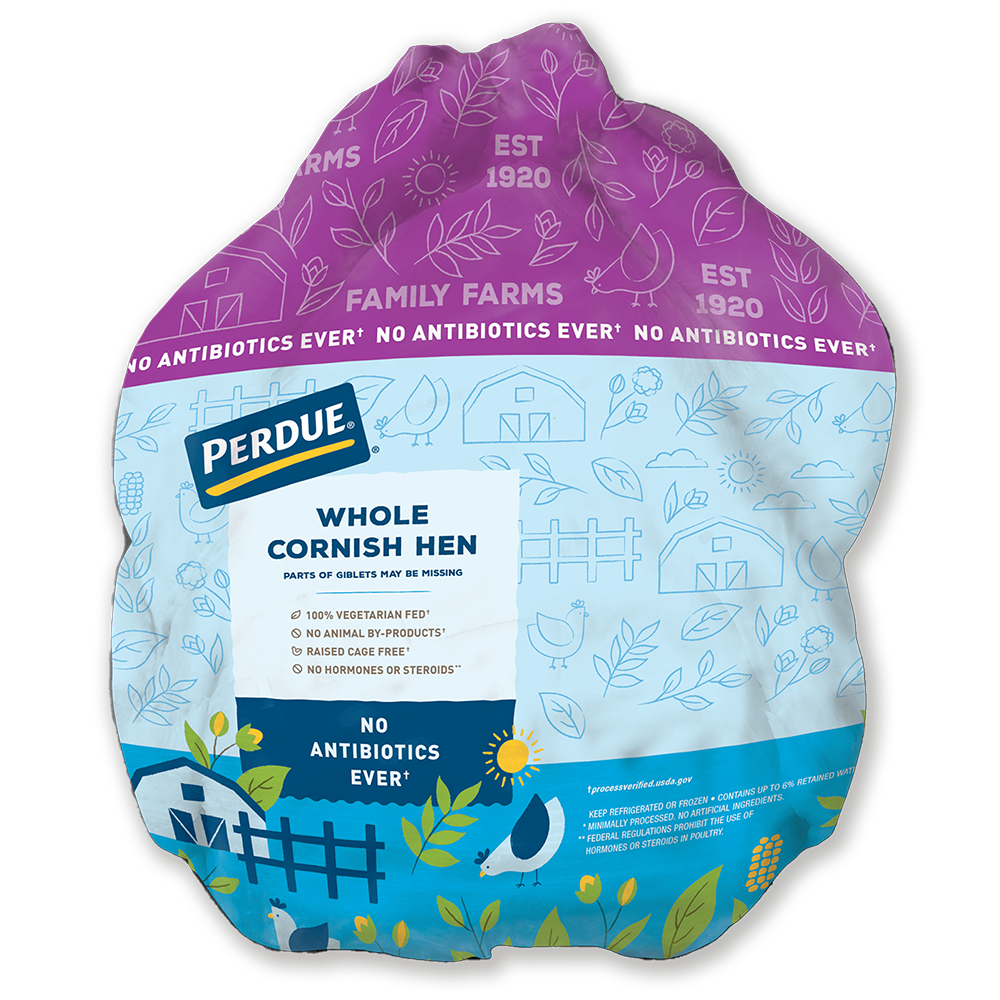 ARMS
EST
1920
FAMILY FARMS
EST
1920
NO ANTIBIOTICS EVER† NO ANTIBIOTICS EVER† NO ANTIBIOTICS EVER†
PERDUE®
®
WHOLE
CORNISH HEN
PARTS OF GIBLETS MAY BE MISSING
100% VEGETARIAN FED†
NO ANIMAL BY-PRODUCTS†
RAISED CAGE FREE†
NO HORMONES OR STEROIDS**
NO
ANTIBIOTICS
EVER†
†processverified.usda.gov
KEEP REFRIGERATED OR FROZEN • CONTAINS UP TO 6% RETAINED WAT
* MINIMALLY PROCESSED. NO ARTIFICIAL INGREDIENTS.
** FEDERAL REGULATIONS PROHIBIT THE USE OF
HORMONES OR STEROIDS IN POULTRY.